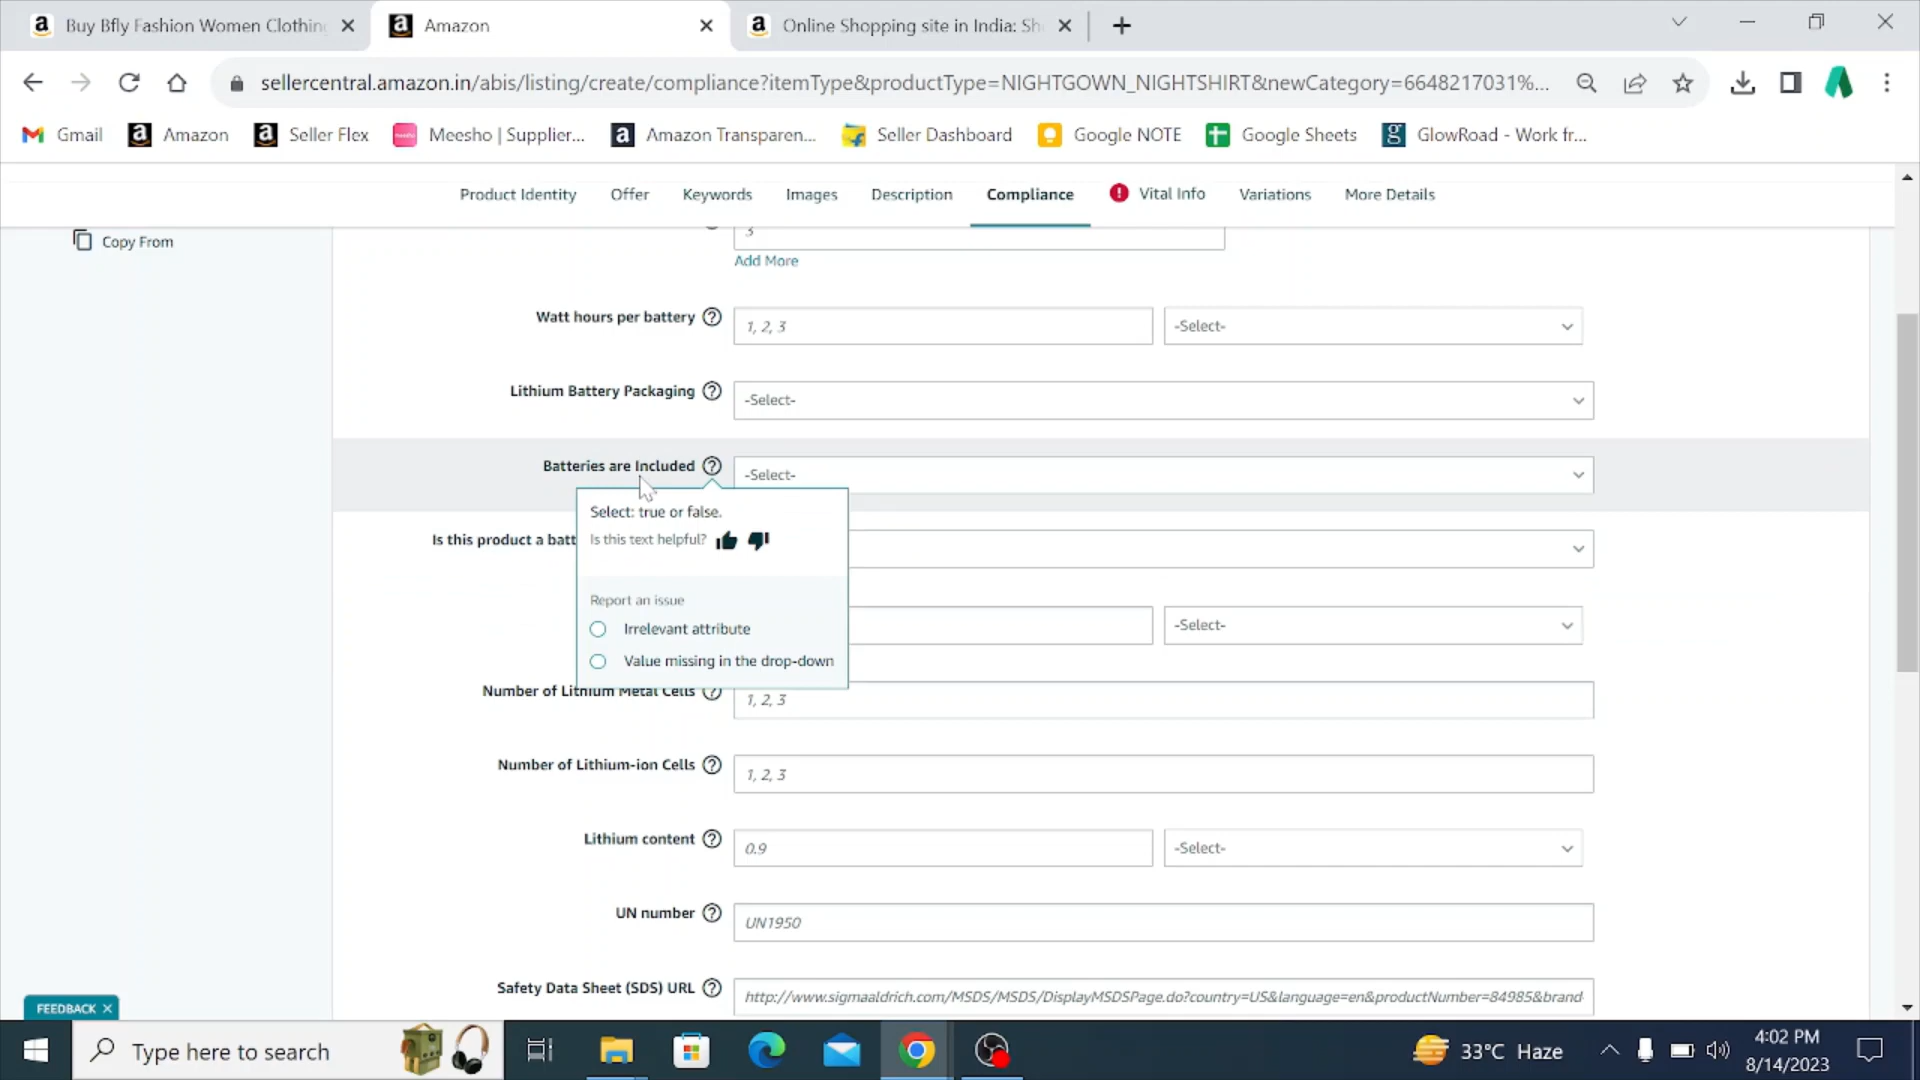 Buy Bfly Fashion Women Clothing
Amazon
Online Shopping site in India: Sh
sellercentral.amazon.in/abis/listing/create/compliance?itemType&productType=NIGHTGOWN_NIGHTSHIRT&newCategory=6648217031%...
Gmail
Amazon
Seller Flex
Meesho | Supplier...
Amazon Transparen...
Seller Dashboard
Google NOTE
Google Sheets
GlowRoad - Work fr...
Product Identity
Offer
Keywords
Images
Description
Compliance
Vital Info
Variations
More Details
Copy From
3
Add More
Watt hours per battery
1, 2, 3
-Select-
Lithium Battery Packaging
-Select-
Batteries are Included
-Select-
Select: true or false.
Is this text helpful?
Is this product a batt
Report an issue
Irrelevant attribute
-Select-
Value missing in the drop-down
Number of Lithium Metal Cells
1, 2, 3
Number of Lithium-ion Cells
1, 2, 3
Lithium content
0.9
-Select-
UN number
UN1950
Safety Data Sheet (SDS) URL
http://www.sigmaaldrich.com/MSDS/MSDS/DisplayMSDSPage.do?country=US&language=en&productNumber=84985&brand-
FEEDBACK
Type here to search
33°C Haze
4:02 PM
8/14/2023